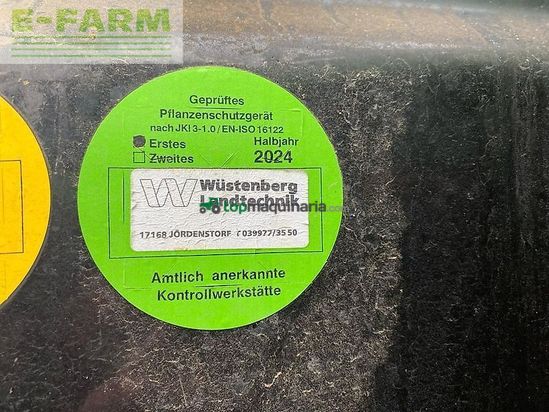 E-FARM
Geprüftes
Pflanzenschutzgerät
nach JKI 3-1.0 / EN-ISO 16122
Erstes Halbjahr
Zweites 2024
W Wüstenberg
Landtechnik
topmaquinaria.com
17168 JÖRDENSTORF 039977/3550
Amtlich anerkannte
Kontrollwerkstätte